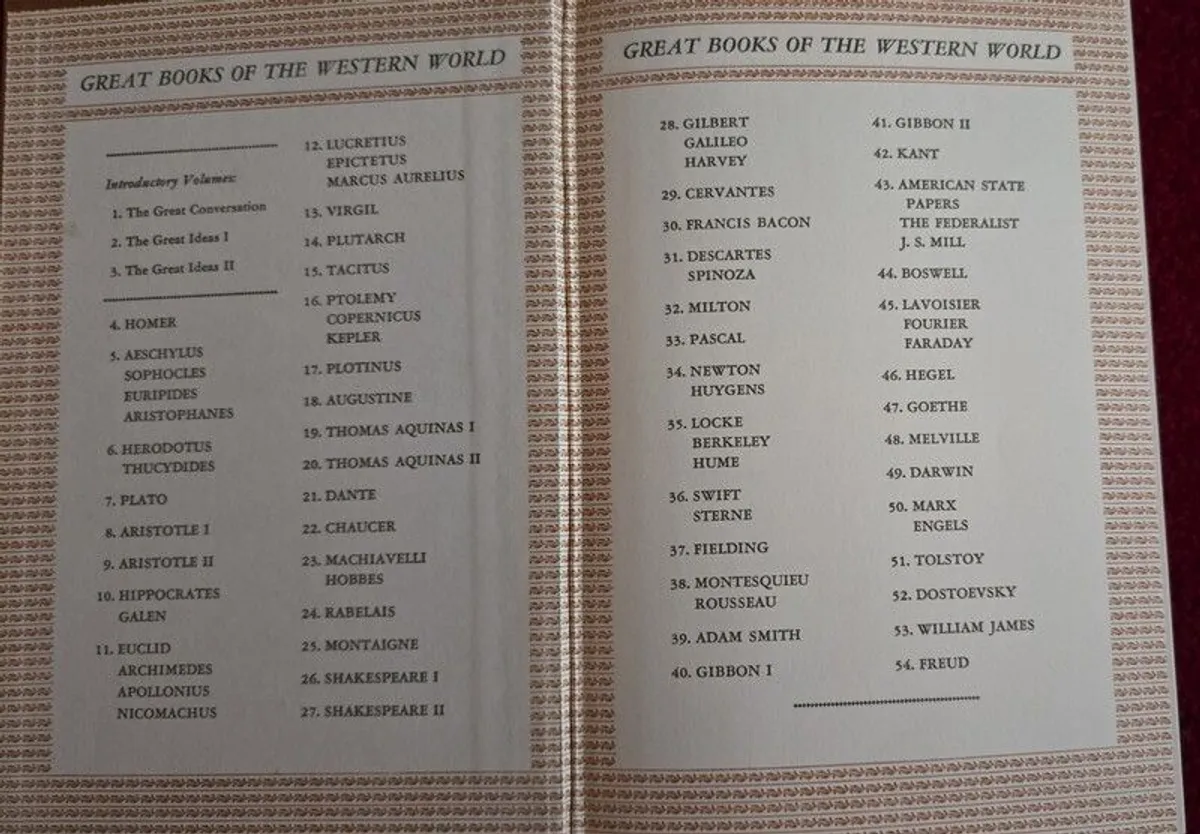 GREAT BOOKS OF THE WESTERN WORLD
Introductory Volumes:
1. The Great Conversation
2. The Great Ideas I
3. The Great Ideas II
4. HOMER
5. AESCHYLUS
SOPHOCLES
EURIPIDES
ARISTOPHANES
6. HERODOTUS
THUCYDIDES
7. PLATO
8. ARISTOTLE I
9. ARISTOTLE II
10. HIPPOCRATES
GALEN
11. EUCLID
ARCHIMEDES
APOLLONIUS
NICOMACHUS
12. LUCRETIUS
EPICTETUS
MARCUS AURELIUS
13. VIRGIL
14. PLUTARCH
15. TACITUS
16. PTOLEMY
COPERNICUS
KEPLER
17. PLOTINUS
18. AUGUSTINE
19. THOMAS AQUINAS I
20. THOMAS AQUINAS II
21. DANTE
22. CHAUCER
23. MACHIAVELLI
HOBBES
24. RABELAIS
25. MONTAIGNE
26. SHAKESPEARE I
27. SHAKESPEARE II
GREAT BOOKS OF THE WESTERN WORLD
28. GILBERT
GALILEO
HARVEY
29. CERVANTES
30. FRANCIS BACON
31. DESCARTES
SPINOZA
32. MILTON
33. PASCAL
34. NEWTON
HUYGENS
35. LOCKE
BERKELEY
HUME
36. SWIFT
STERNE
37. FIELDING
38. MONTESQUIEU
ROUSSEAU
39. ADAM SMITH
40. GIBBON I
41. GIBBON II
42. KANT
43. AMERICAN STATE
PAPERS
THE FEDERALIST
J. S. MILL
44. BOSWELL
45. LAVOISIER
FOURIER
FARADAY
46. HEGEL
47. GOETHE
48. MELVILLE
49. DARWIN
50. MARX
ENGELS
51. TOLSTOY
52. DOSTOEVSKY
53. WILLIAM JAMES
54. FREUD